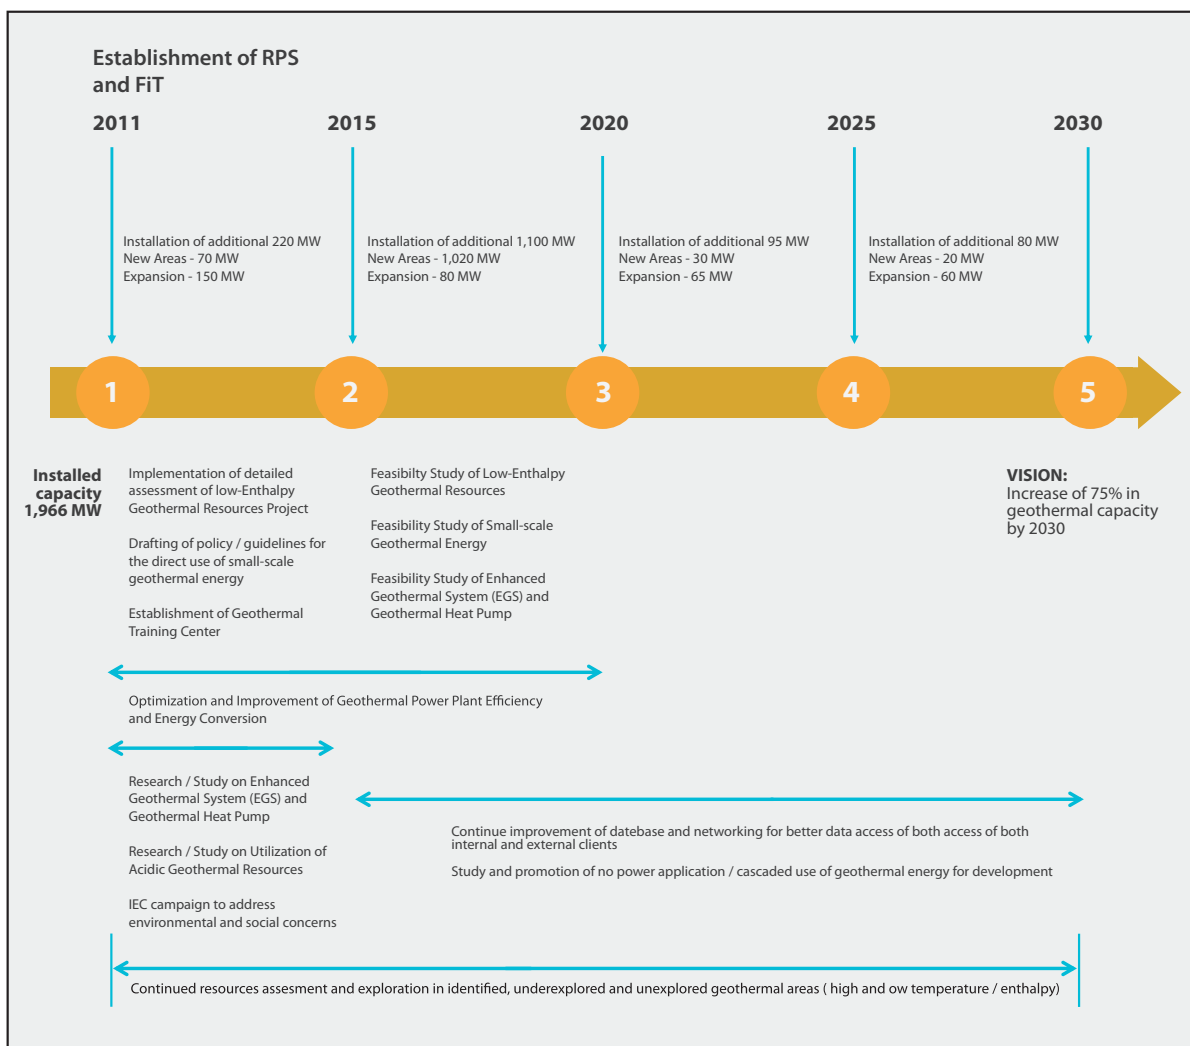 Establishment of RPS
and FiT
2011
2015
2020
2025
2030
Installation of additional 220 MW
New Areas - 70 MW
Expansion - 150 MW
Installation of additional 1,100 MW
New Areas - 1,020 MW
Expansion - 80 MW
Installation of additional 95 MW
New Areas - 30 MW
Expansion - 65 MW
Installation of additional 80 MW
New Areas - 20 MW
Expansion - 60 MW
1
2
3
4
5
Installed
capacity
1,966 MW
Implementation of detailed
assessment of low-Enthalpy
Geothermal Resources Project
Drafting of policy / guidelines for
the direct use of small-scale
geothermal energy
Establishment of Geothermal
Training Center
Feasibilty Study of Low-Enthalpy
Geothermal Resources
Feasibility Study of Small-scale
Geothermal Energy
Feasibility Study of Enhanced
Geothermal System (EGS) and
Geothermal Heat Pump
VISION:
Increase of 75% in
geothermal capacity
by 2030
Optimization and Improvement of Geothermal Power Plant Efficiency
and Energy Conversion
Research / Study on Enhanced
Geothermal System (EGS) and
Geothermal Heat Pump
Research / Study on Utilization of
Acidic Geothermal Resources
IEC campaign to address
environmental and social concerns
Continue improvement of datebase and networking for better data access of both access of both
internal and external clients
Study and promotion of no power application / cascaded use of geothermal energy for development
Continued resources assesment and exploration in identified, underexplored and unexplored geothermal areas ( high and ow temperature / enthalpy)